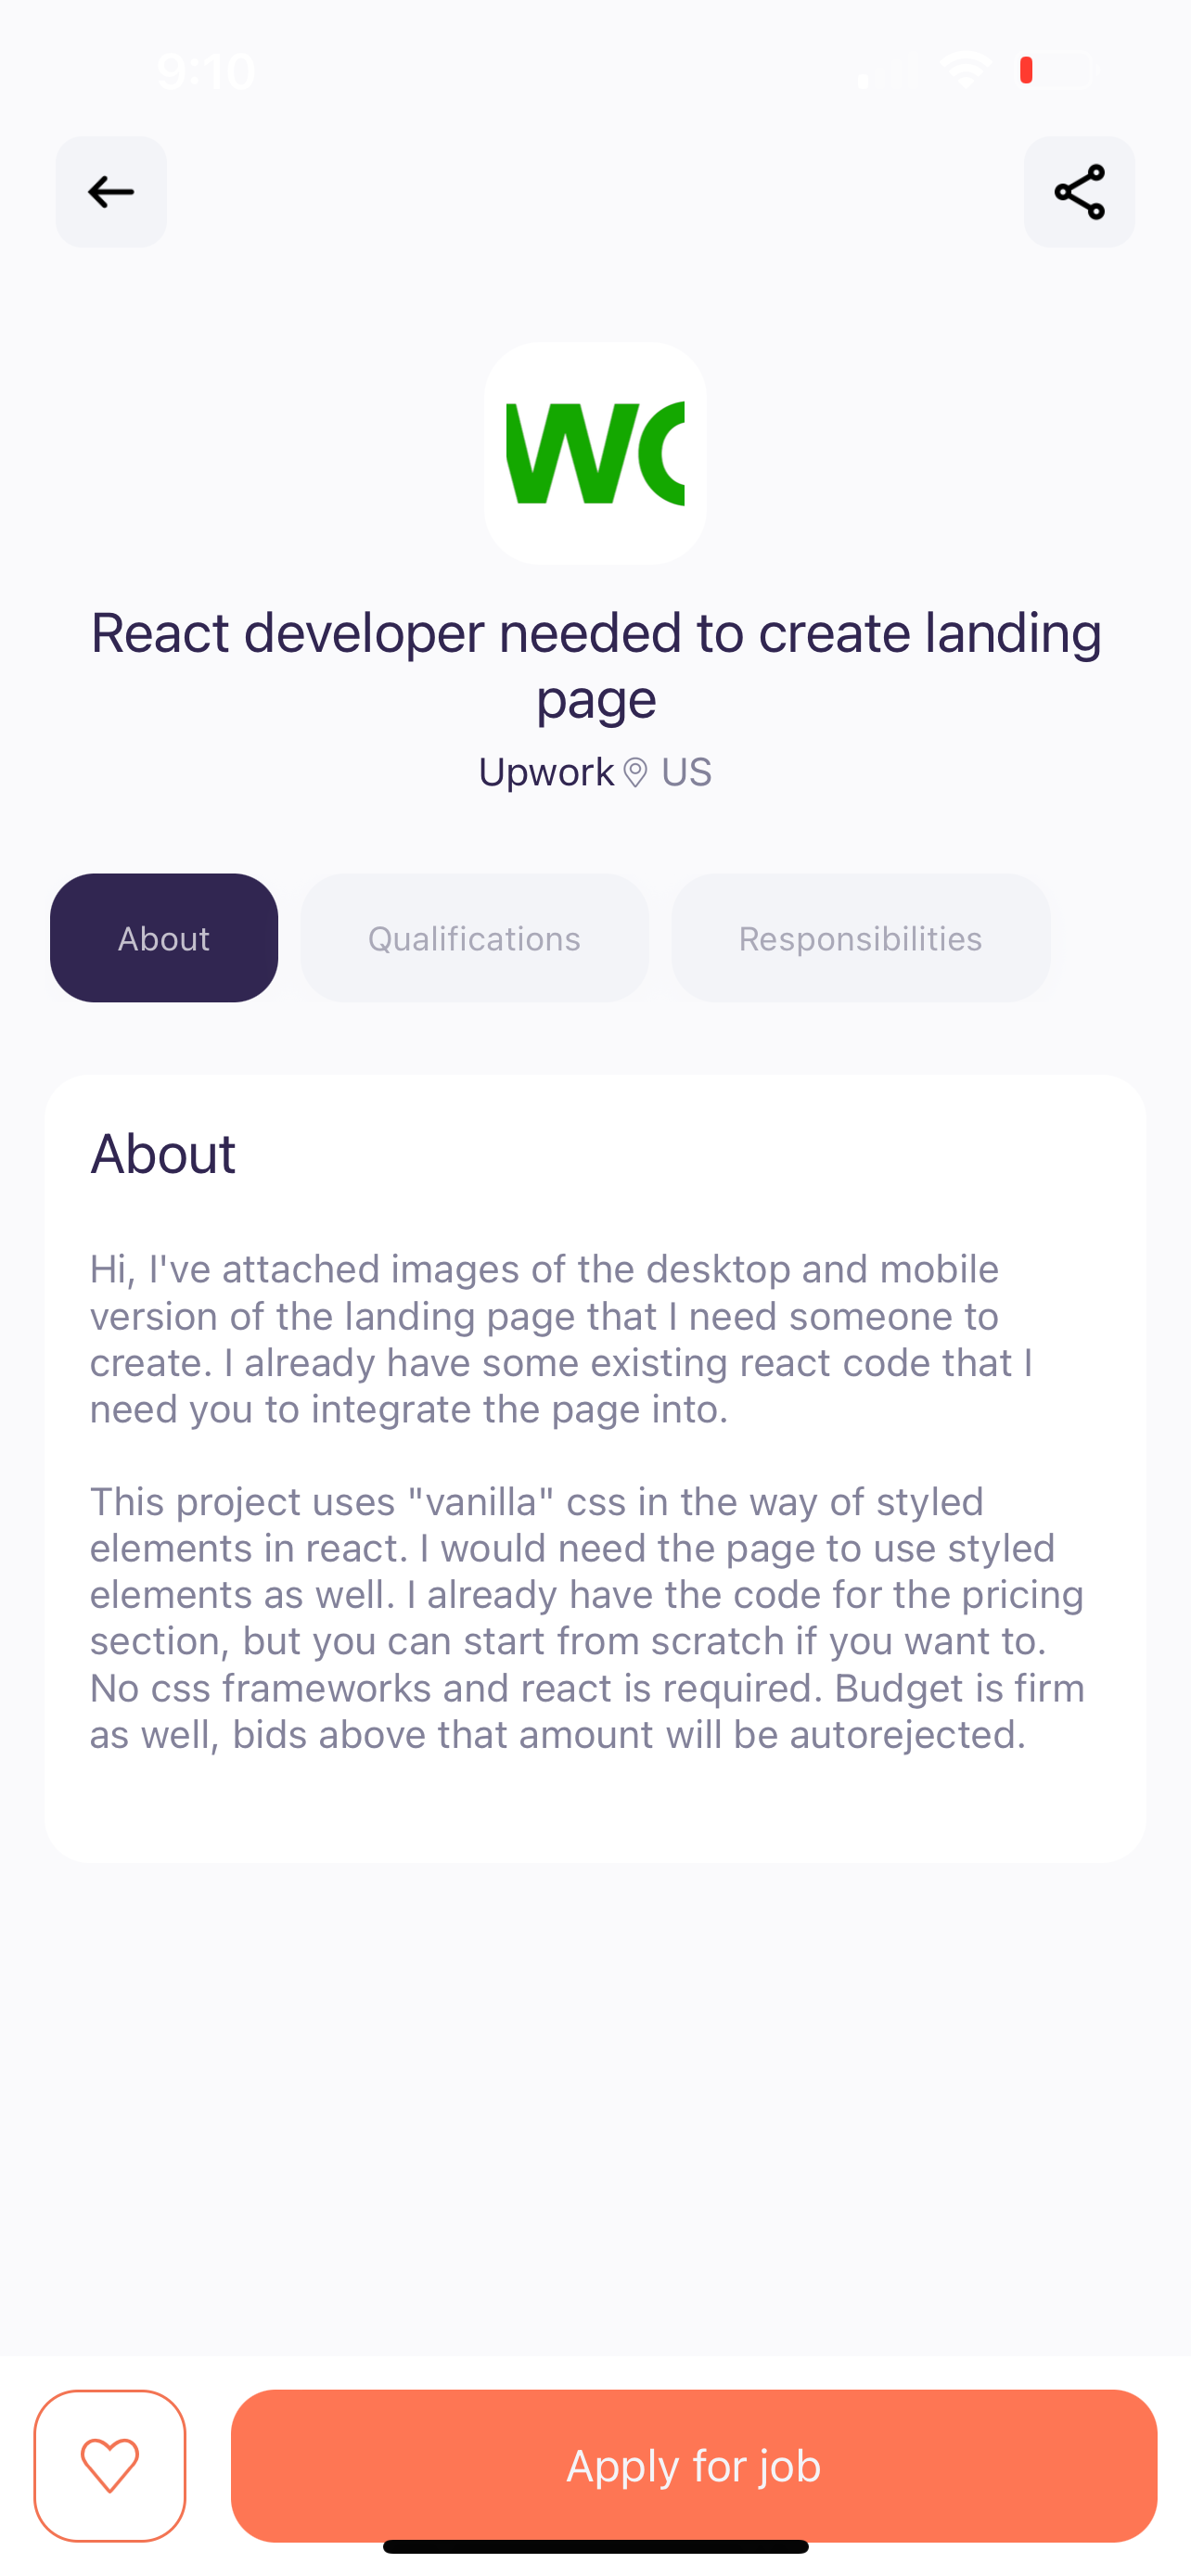 9:10
WC
React developer needed to create landing
page
Upwork US
About
Qualifications
Responsibilities
About
Hi, I've attached images of the desktop and mobile
version of the landing page that I need someone to
create. I already have some existing react code that I
need you to integrate the page into.
This project uses "vanilla" css in the way of styled
elements in react. I would need the page to use styled
elements as well. I already have the code for the pricing
section, but you can start from scratch if you want to.
No css frameworks and react is required. Budget is firm
as well, bids above that amount will be autorejected.
Apply for job